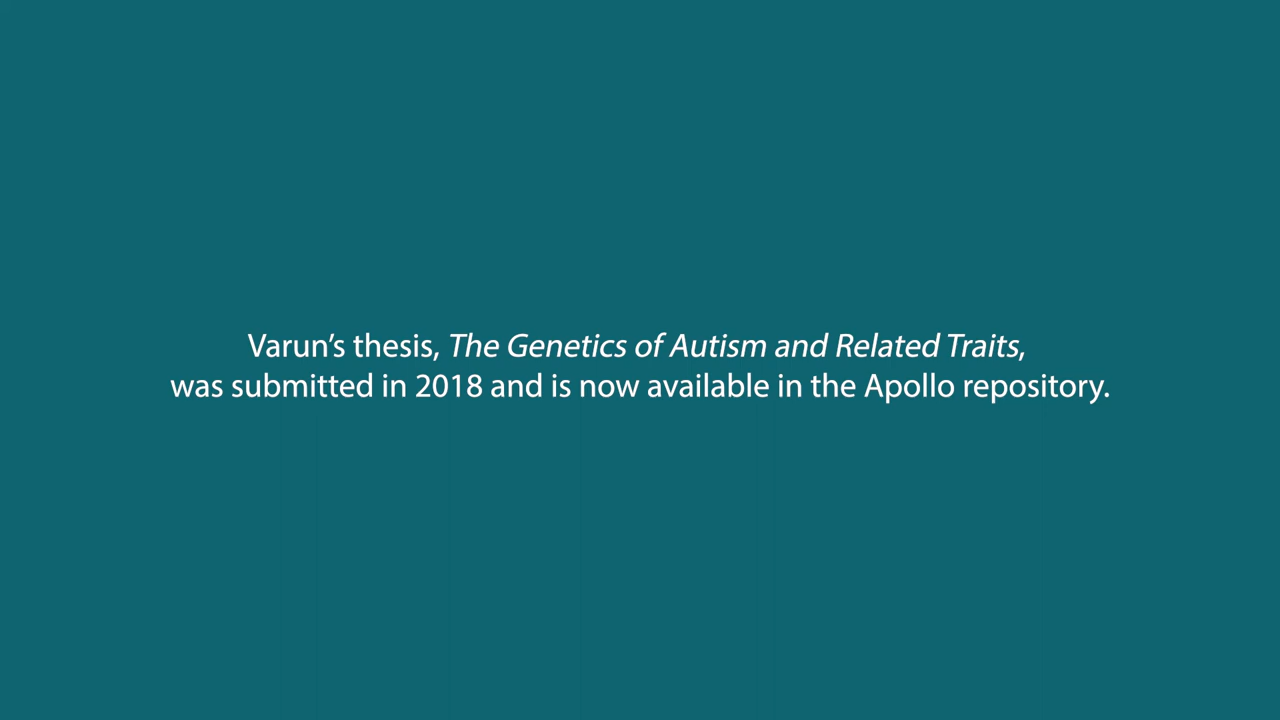 Varun’s thesis, The Genetics of Autism and Related Traits,
was submitted in 2018 and is now available in the Apollo repository.